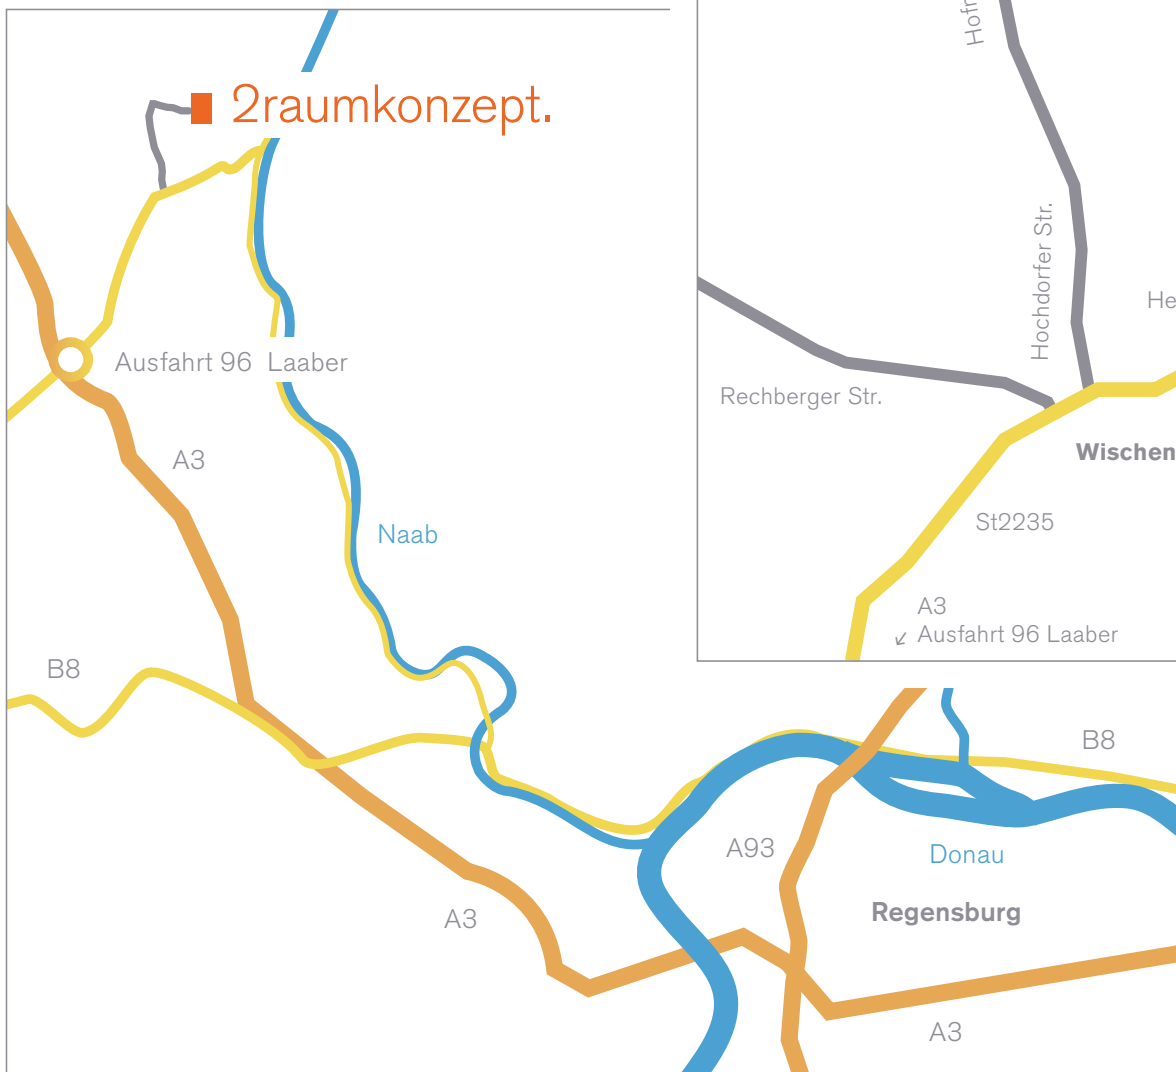 2raumkonzept.
Ausfahrt 96 Laaber
A3
Naab
B8
A3
A93
B8
Donau
Regensburg
A3
Hochdorfer Str.
Rechberger Str.
Wischen
St2235
A3
↙ Ausfahrt 96 Laaber